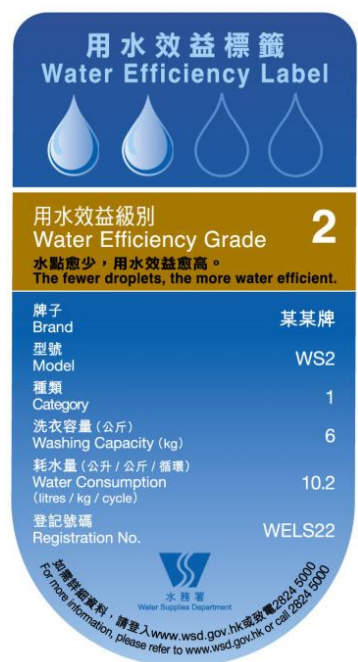 用水效益標籤
Water Efficiency Label
用水效益級別
Water Efficiency Grade
2
水點愈少，用水效益愈高。
The fewer droplets, the more water efficient.
牌子
Brand
某某牌
型號
Model
WS2
種類
Category
1
洗衣容量（公斤）
Washing Capacity (kg)
6
耗水量（公升 / 公斤 / 循環）
Water Consumption
(litres / kg / cycle)
10.2
登記號碼
Registration No.
WELS22
水務署
Water Supplies Department
如需詳細資料，請登入www.wsd.gov.hk或致電2824 5000
For more information, please refer to www.wsd.gov.hk or call 2824 5000